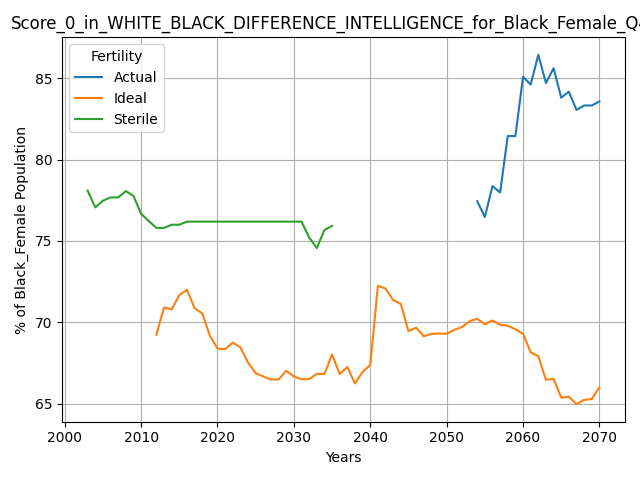 Score_0_in_WHITE_BLACK_DIFFERENCE_INTELLIGENCE_for_Black_Female_Q4
Fertility
Actual
Ideal
Sterile
% of Black_Female Population
85
80
75
70
65
2000 2010 2020 2030 2040 2050 2060 2070
Years